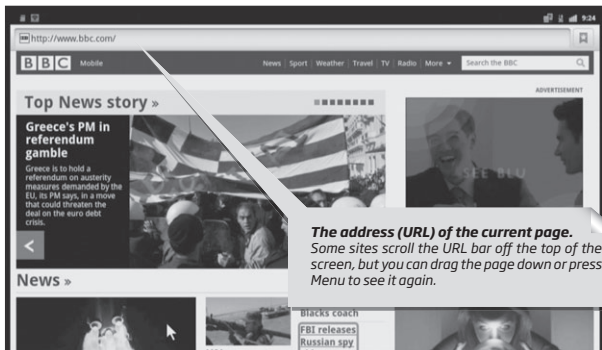 9:24
http://www.bbc.com/
BBC Mobile News Sport Weather Travel TV Radio More Search the BBC
ADVERTISEMENT
Top News story »
Greece's PM in
referendum
gamble
Greece is to hold a
referendum on austerity
measures demanded by the
EU, its PM says, in a move
that could threaten the
deal on the euro debt
crisis.
SEE BLU
The address (URL) of the current page.
Some sites scroll the URL bar off the top of the
screen, but you can drag the page down or press
Menu to see it again.
News »
Blacks coach
FBI releases
Russian spy